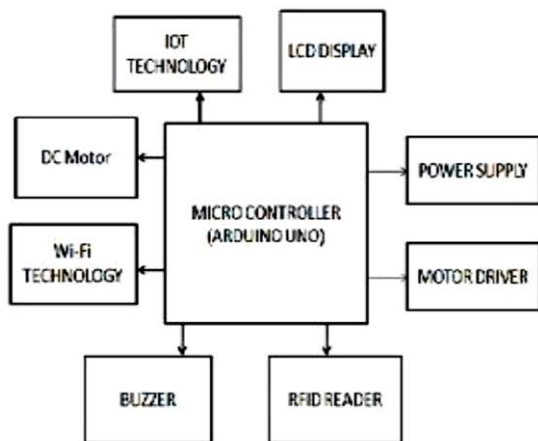 IOT
TECHNOLOGY
LCD DISPLAY
DC Motor
POWER SUPPLY
MICRO CONTROLLER
(ARDUINO UNO)
Wi-Fi
TECHNOLOGY
MOTOR DRIVER
BUZZER
RFID READER